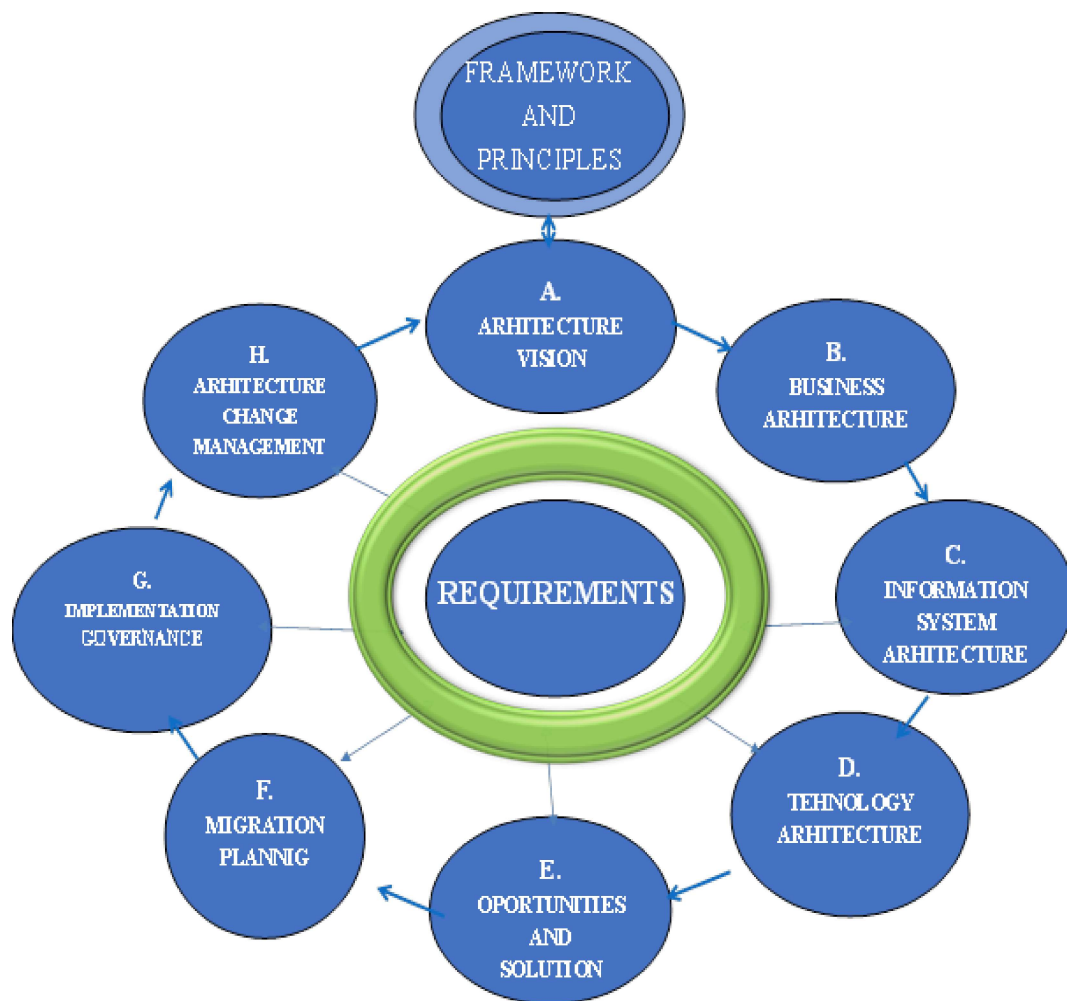 FRAMEWORK
AND
PRINCIPLES
A.
ARHITECTURE
VISION
B.
BUSINESS
ARHITECTURE
C.
INFORMATION
SYSTEM
ARHITECTURE
D.
TEHNOLOGY
ARHITECTURE
E.
OPORTUNITIES
AND
SOLUTION
F.
MIGRATION
PLANNIG
G.
IMPLEMENTATION
GOVERNANCE
H.
ARHITECTURE
CHANGE
MANAGEMENT
REQUIREMENTS